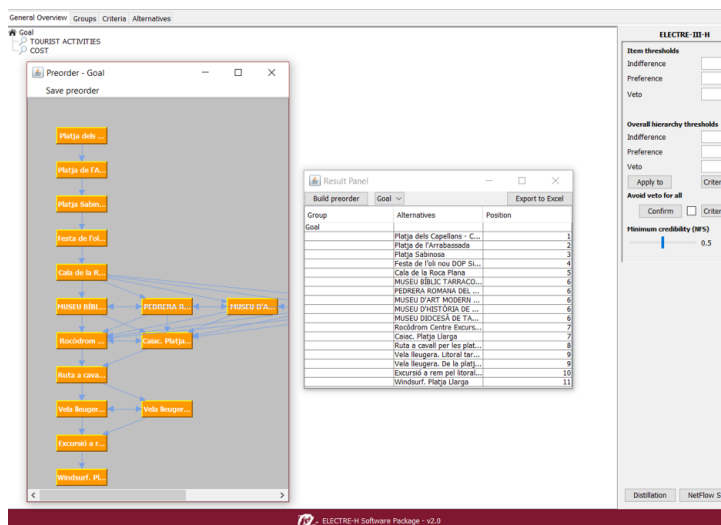 General Overview Groups Criteria Alternatives
Goal
TOURIST ACTIVITIES
COST
Preorder - Goal
Save preorder
Platja dels ...
Platja de l'A...
Platja Sabin...
Festa de l'ol...
Cala de la R...
MUSEU BÍBL... PEDRERA R... MUSEU D'A...
Rocòdrom ... Caiac. Platja...
Ruta a cava...
Vela lleuger... Vela lleuger...
Excursió a r...
Windsurf. Pl...
Result Panel
Build preorder Goal Export to Excel
Group Alternatives Position
Goal
Platja dels Capellans - C... 1
Platja de l'Arrabassada 2
Platja Sabinosa 3
Festa de l'oli nou DOP Si... 4
Cala de la Roca Plana 5
MUSEU BÍBLIC TARRACO... 6
PEDRERA ROMANA DEL ... 6
MUSEU D'ART MODERN ... 6
MUSEU D'HISTÒRIA DE ... 6
MUSEU DIOCESÀ DE TA... 6
Rocòdrom Centre Excurs... 7
Caiac. Platja Llarga 7
Ruta a cavall per les plat... 8
Vela lleugera. Litoral tar... 9
Vela lleugera. De la platj... 9
Excursió a rem pel litoral... 10
Windsurf. Platja Llarga 11
ELECTRE-III-H
Item thresholds
Indifference
Preference
Veto
Overall hierarchy thresholds
Indifference
Preference
Veto
Apply to Criter
Avoid veto for all
Confirm Criter
Minimum credibility (NFS)
0.5
Distillation NetFlow S
ELECTRE-H Software Package - v2.0